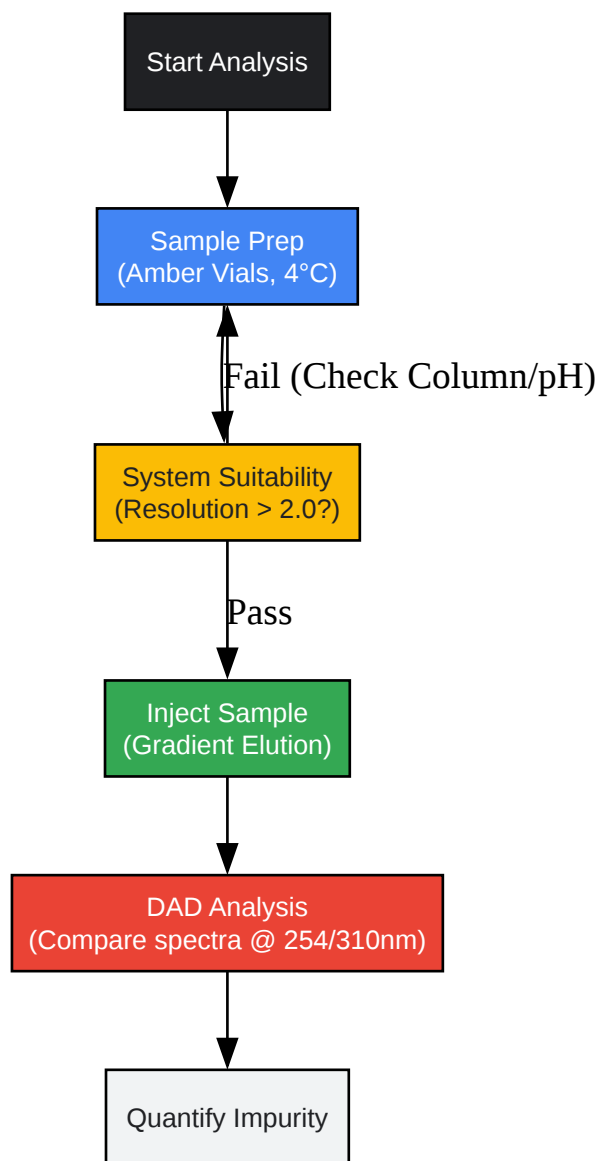 Start Analysis
Sample Prep
(Amber Vials, 4°C)
Fail (Check Column/pH)
System Suitability
(Resolution > 2.0?)
Pass
Inject Sample
(Gradient Elution)
DAD Analysis
(Compare spectra @ 254/310nm)
Quantify Impurity